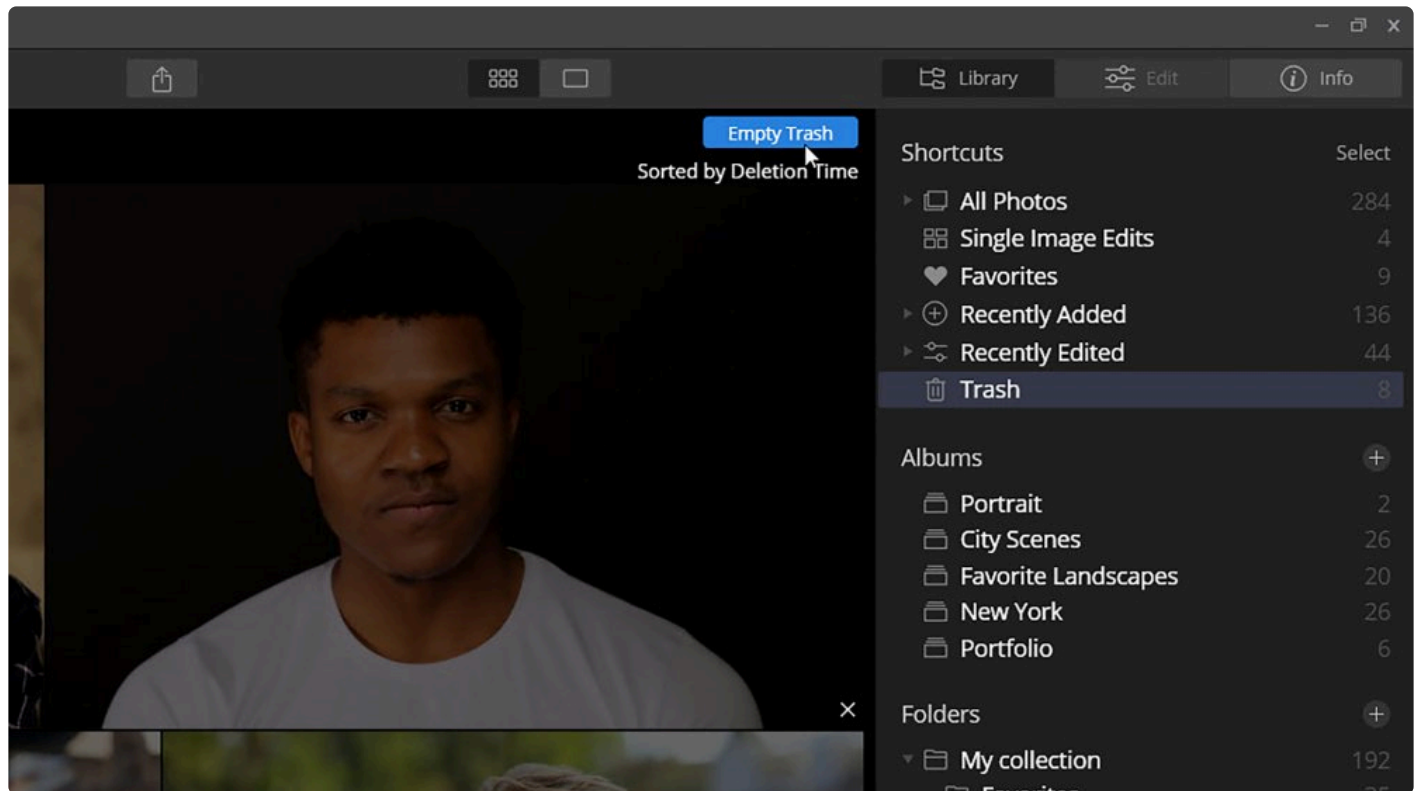 Library Edit Info
Empty Trash
Sorted by Deletion Time
Shortcuts Select
All Photos 284
Single Image Edits 4
Favorites 9
Recently Added 136
Recently Edited 44
Trash 8
Albums
Portrait 2
City Scenes 26
Favorite Landscapes 20
New York 26
Portfolio 6
Folders
My collection 192
Favorites